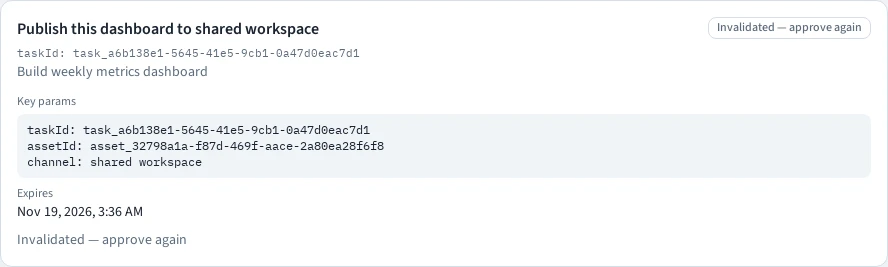 Publish this dashboard to shared workspace
Invalidated — approve again
taskId: task_a6b138e1-5645-41e5-9cb1-0a47d0eac7d1
Build weekly metrics dashboard
Key params
taskId: task_a6b138e1-5645-41e5-9cb1-0a47d0eac7d1
assetId: asset_32798a1a-f87d-469f-aace-2a80ea28f6f8
channel: shared workspace
Expires
Nov 19, 2026, 3:36 AM
Invalidated — approve again